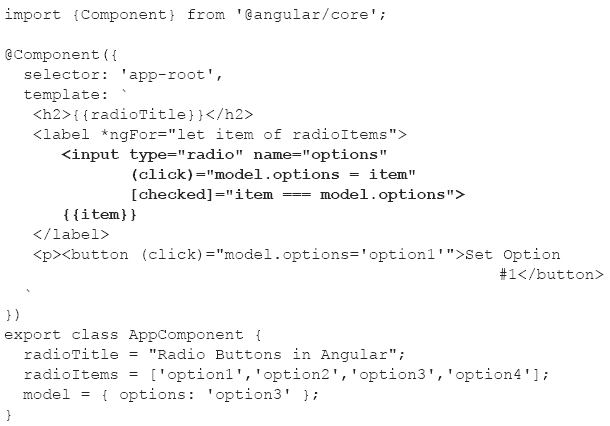 import {Component} from '@angular/core';

@Component({
  selector: 'app-root',
  template: `
   <h2>{{radioTitle}}</h2>
   <label *ngFor="let item of radioItems">
      <input type="radio" name="options"
             (click)="model.options = item"
             [checked]="item === model.options">
      {{item}}
   </label>
   <p><button (click)="model.options='option1'">Set Option
                                                    #1</button>
  `
})
export class AppComponent {
  radioTitle = "Radio Buttons in Angular";
  radioItems = ['option1','option2','option3','option4'];
  model = { options: 'option3' };
}